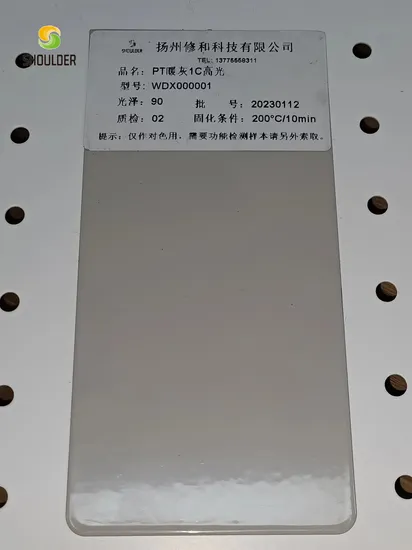 SHOULDER
SHOULDER
扬州修和科技有限公司
TEL: 13775658311
品名: PT暖灰1C高光
型号: WDX000001
光泽: 90 批 号: 20230112
质检: 02 固化条件: 200°C/10min
提示: 仅作对色用, 需要功能检测样本请另外索取.